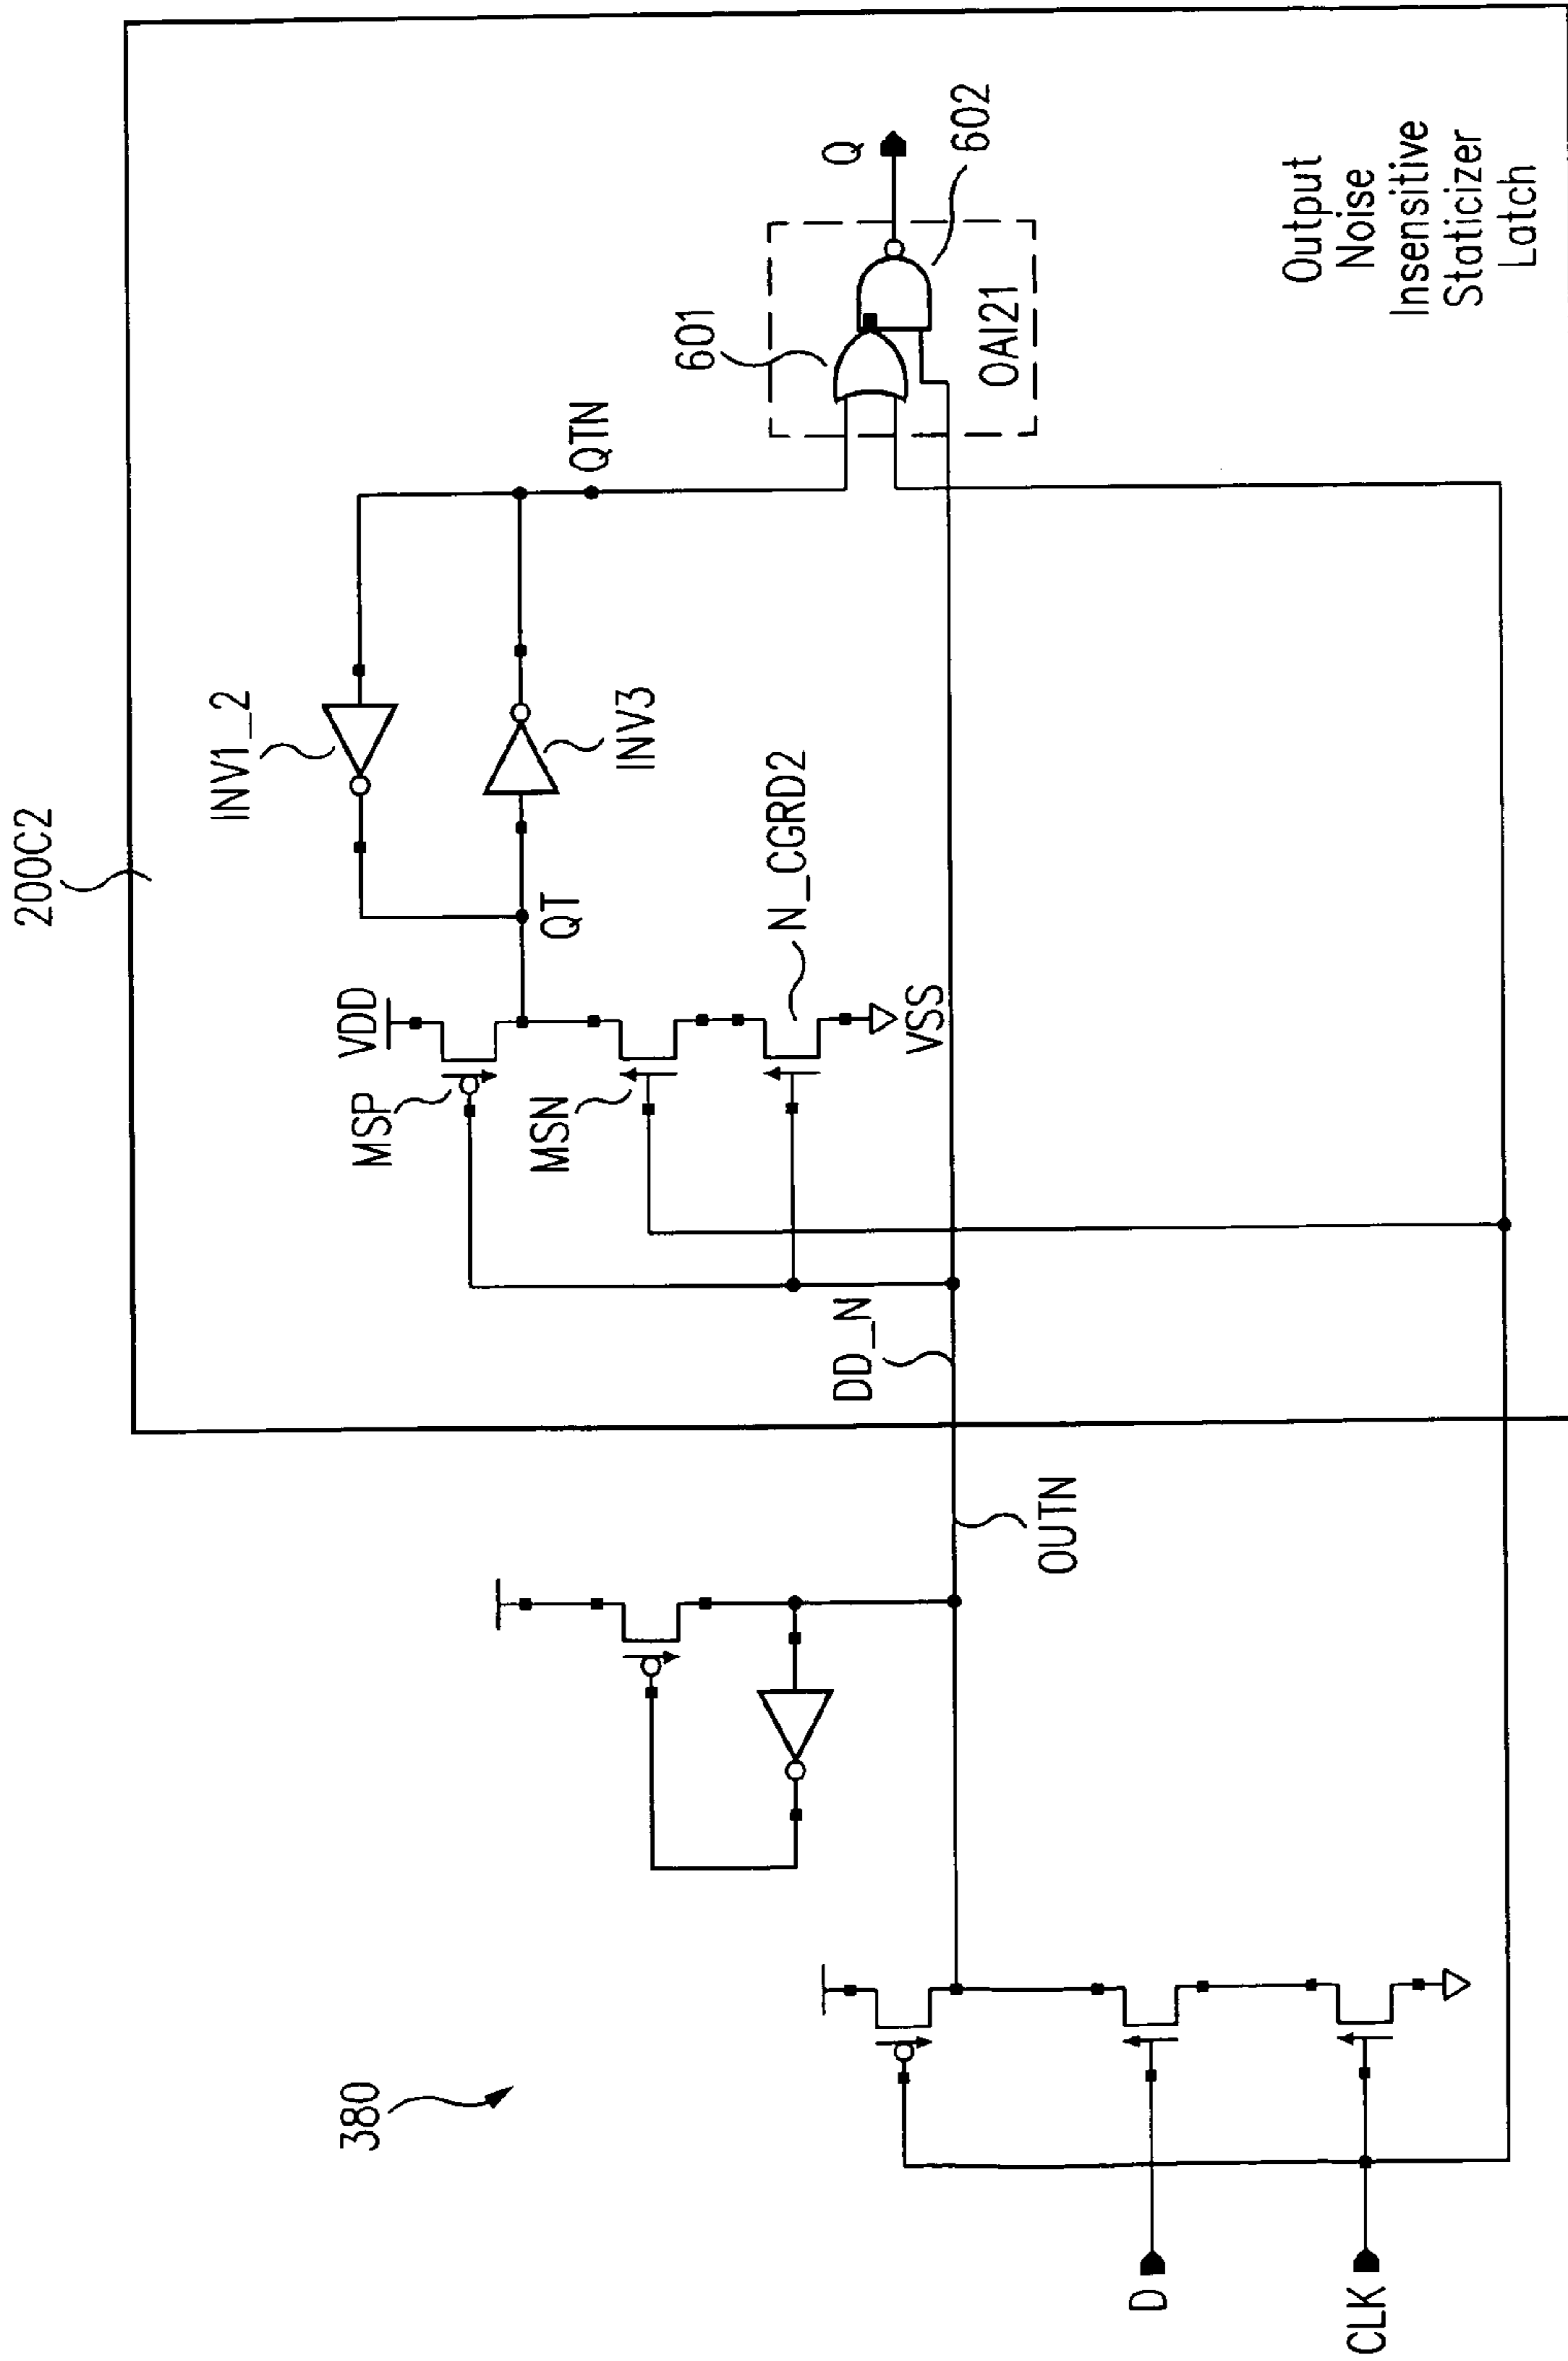 200C2
INV1_2
INV3
QTN
601
602
Q
OAI21
VDD
MSP
MSN
QT
N_CGRD2
VSS
DD_N
OUTN
380
D
CLK
Output
Noise
Insensitive
Staticizer
Latch